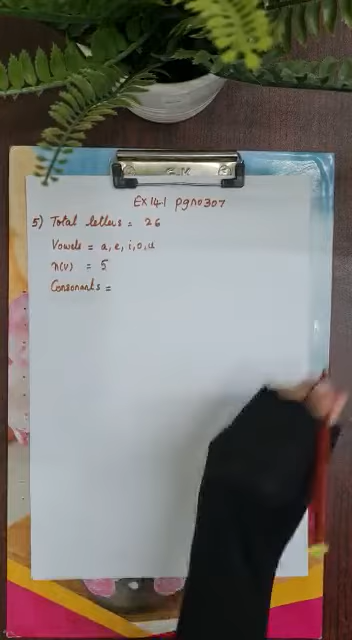 Ex 14.1 pg no 307
5) Total letters = 26
Vowels = a, e, i, o, u
n(v) = 5
Consonants =